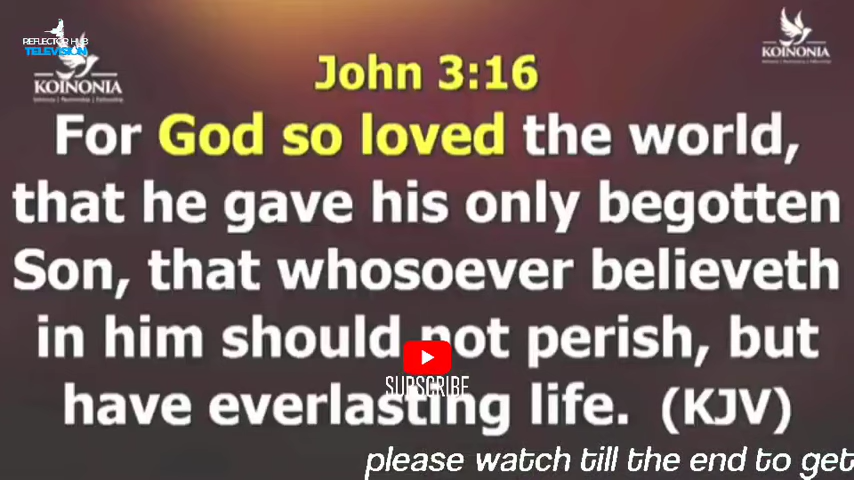 REFLECTOR HUB
TELEVISION
KOINONIA
KOINONIA
John 3:16
For God so loved the world,
that he gave his only begotten
Son, that whosoever believeth
in him should not perish, but
have everlasting life. (KJV)
SUBSCRIBE
please watch till the end to get